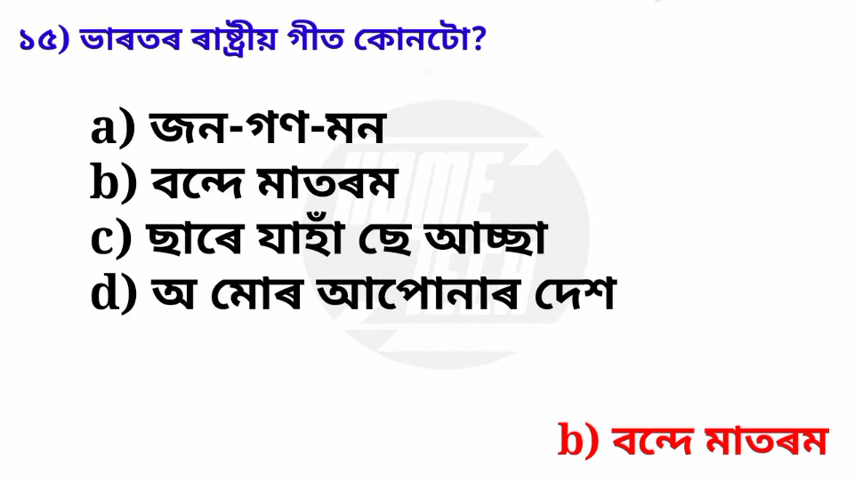 ১৫) ভাৰতৰ ৰাষ্ট্ৰীয় গীত কোনটো?
a) জন-গণ-মন
b) বন্দে মাতৰম
c) ছাৰে যাহাঁ ছে আচ্ছা
d) অ মোৰ আপোনাৰ দেশ
b) বন্দে মাতৰম